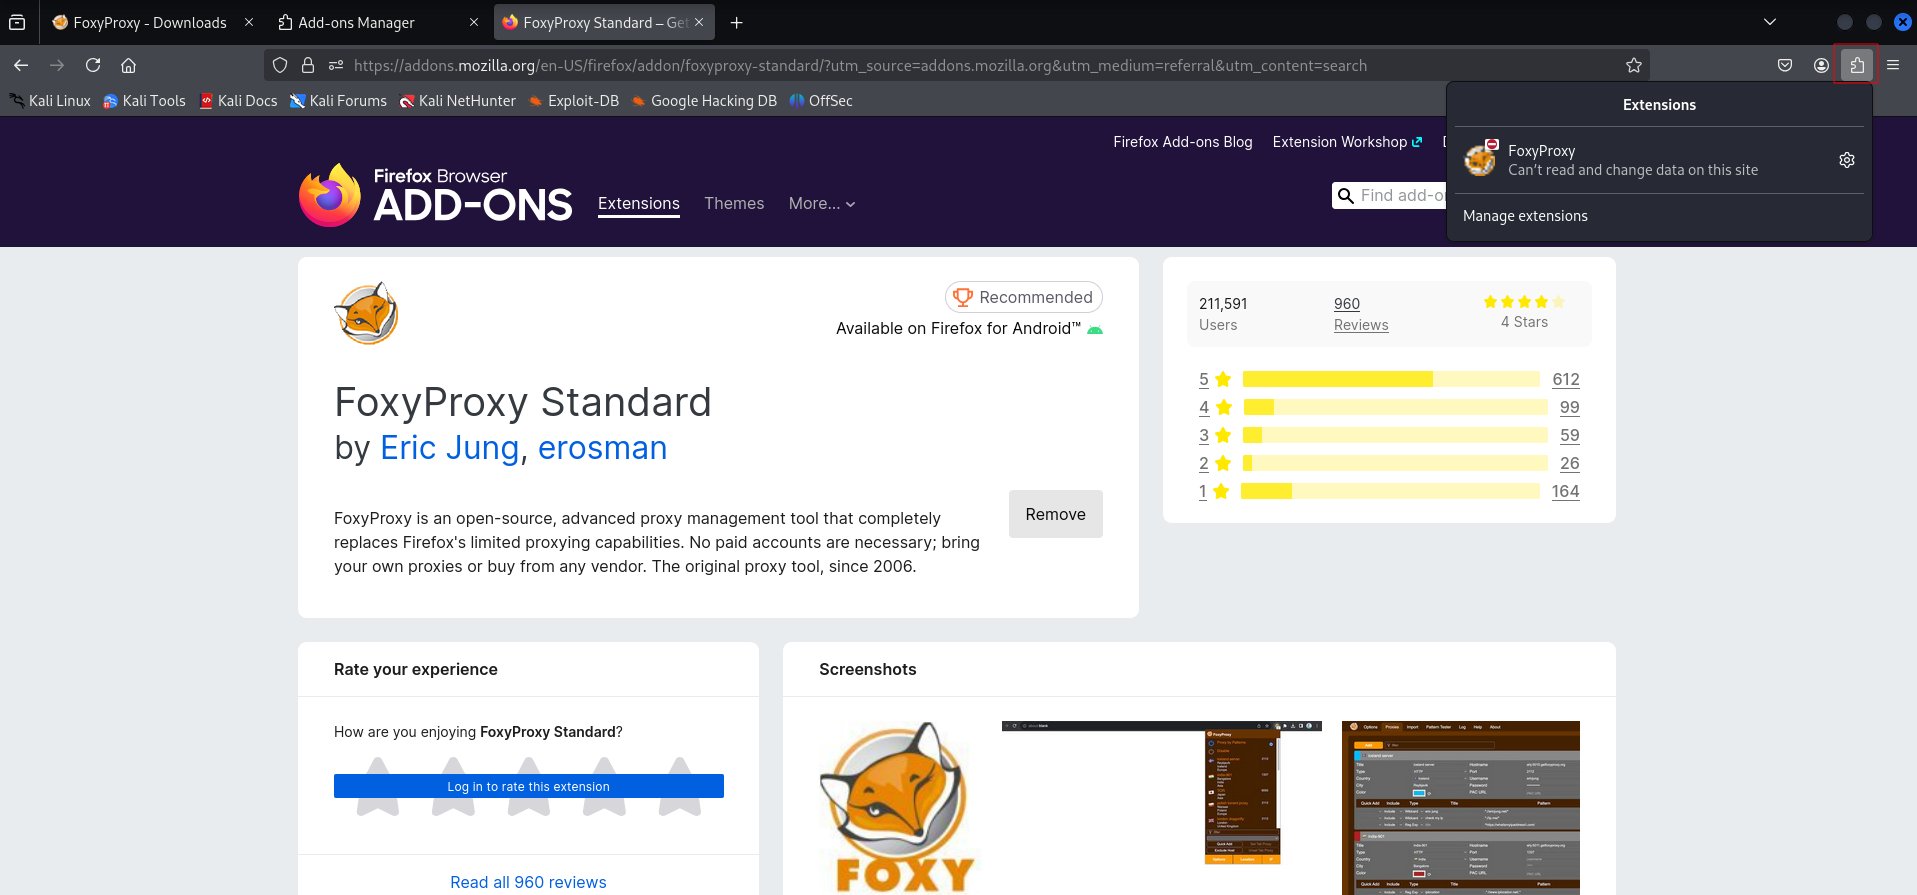 FoxyProxy - Downloads
Add-ons Manager
FoxyProxy Standard – Get
https://addons.mozilla.org/en-US/firefox/addon/foxyproxy-standard/?utm_source=addons.mozilla.org&utm_medium=referral&utm_content=search
Kali Linux Kali Tools Kali Docs Kali Forums Kali NetHunter Exploit-DB Google Hacking DB OffSec
Extensions
FoxyProxy
Can't read and change data on this site
Manage extensions
Firefox Add-ons Blog Extension Workshop
Firefox Browser
ADD-ONS
Extensions Themes More...
Find add-o
Recommended
Available on Firefox for Android™
FoxyProxy Standard
by Eric Jung, erosman
FoxyProxy is an open-source, advanced proxy management tool that completely
replaces Firefox's limited proxying capabilities. No paid accounts are necessary; bring
your own proxies or buy from any vendor. The original proxy tool, since 2006.
Remove
211,591
Users
960
Reviews
4 Stars
5 612
4 99
3 59
2 26
1 164
Rate your experience
How are you enjoying FoxyProxy Standard?
Log in to rate this extension
Read all 960 reviews
Screenshots
FOXY